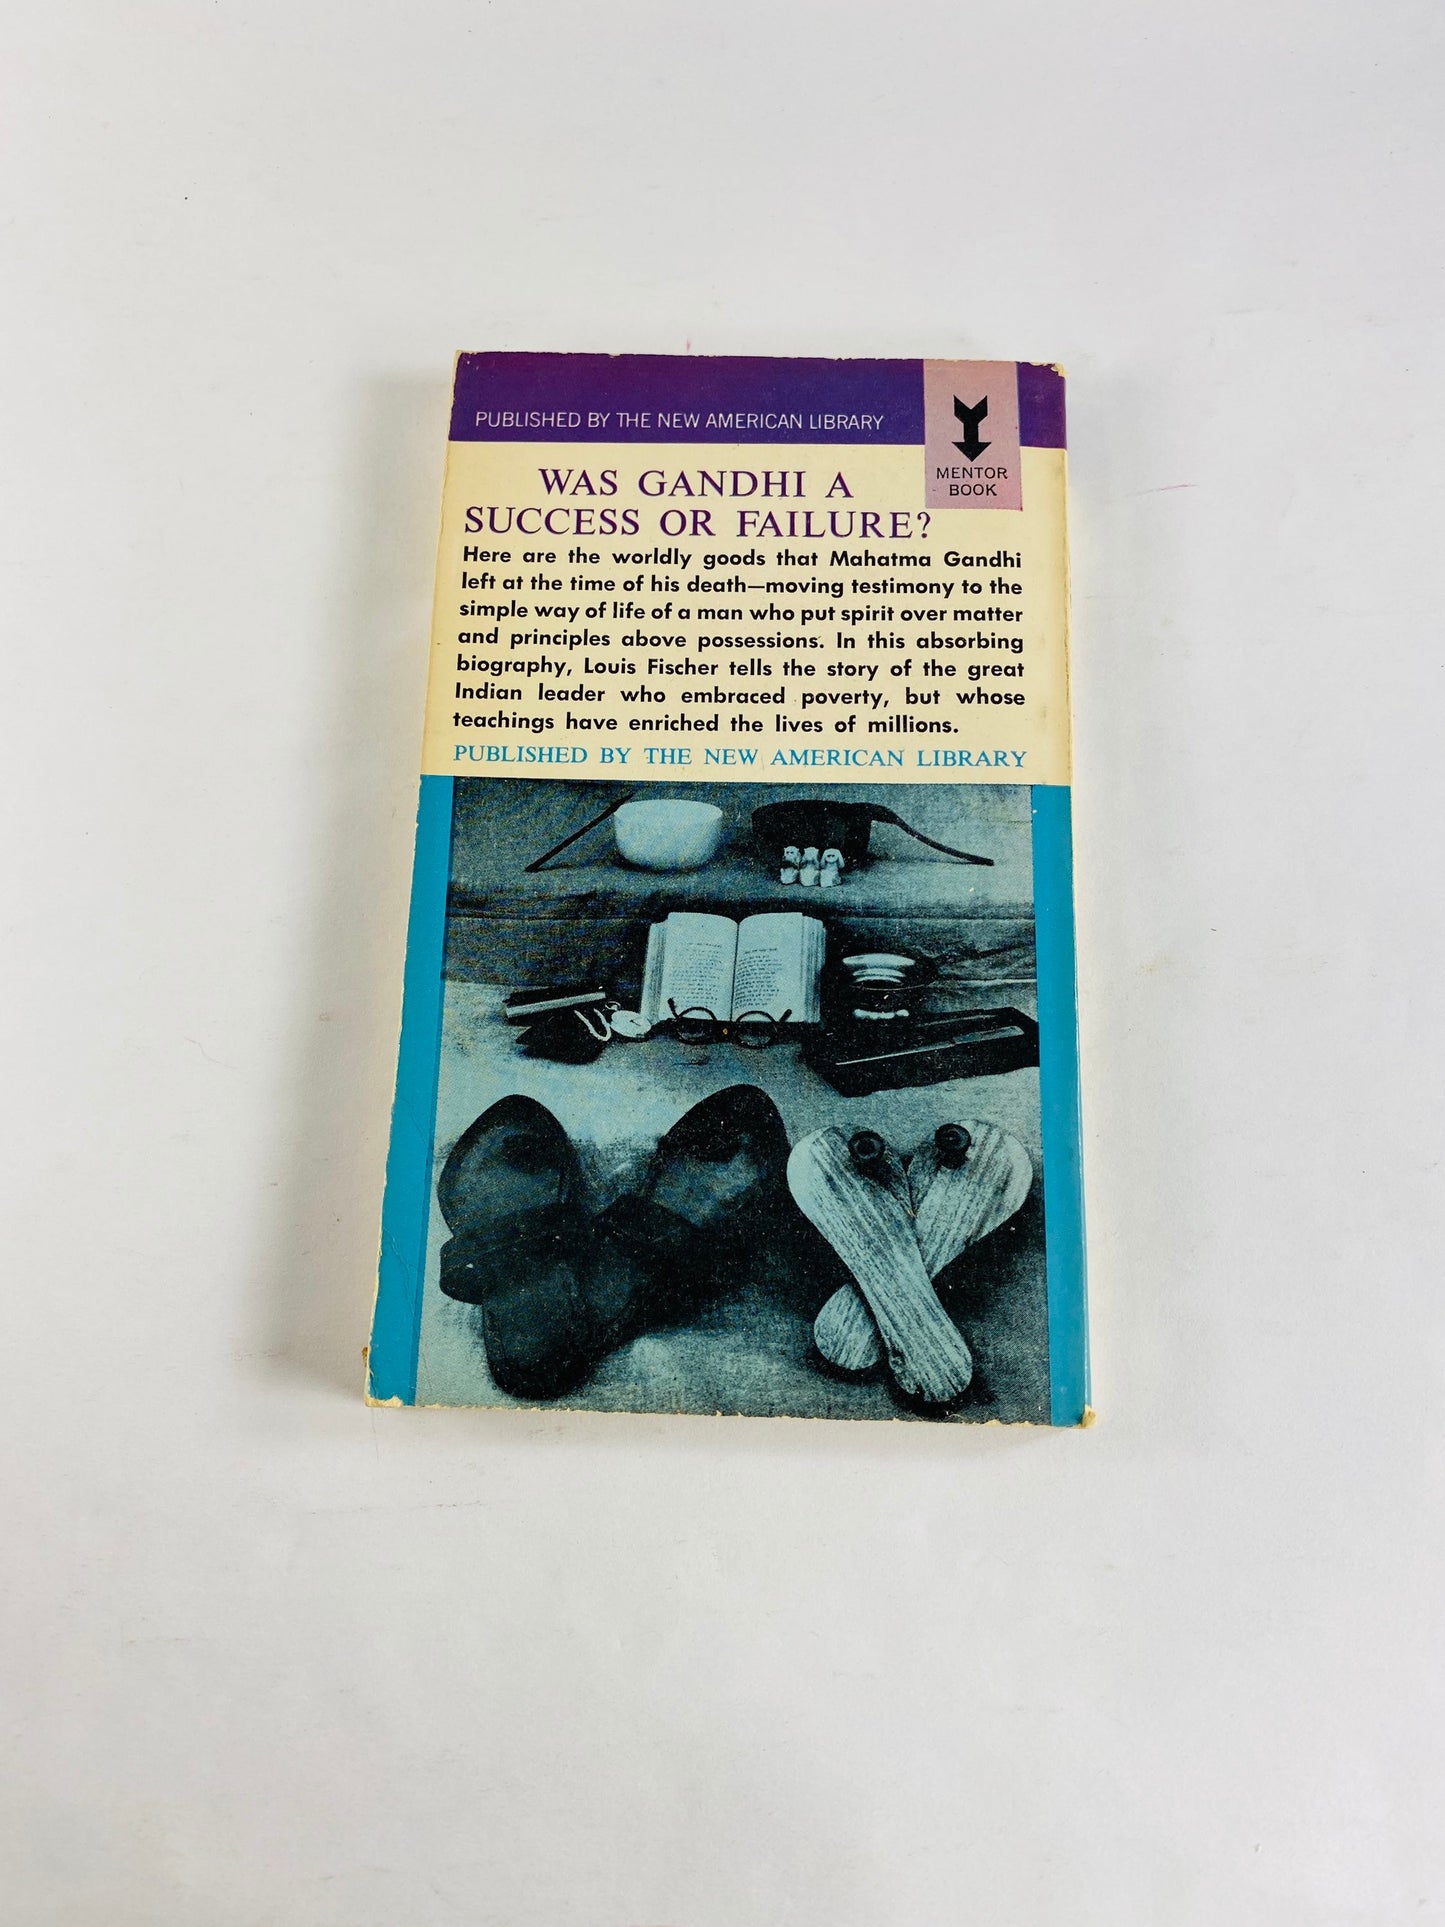 PUBLISHED BY THE NEW AMERICAN LIBRARY
MENTOR
BOOK
WAS GANDHI A
SUCCESS OR FAILURE?
Here are the worldly goods that Mahatma Gandhi
left at the time of his death—moving testimony to the
simple way of life of a man who put spirit over matter
and principles above possessions. In this absorbing
biography, Louis Fischer tells the story of the great
Indian leader who embraced poverty, but whose
teachings have enriched the lives of millions.
PUBLISHED BY THE NEW AMERICAN LIBRARY